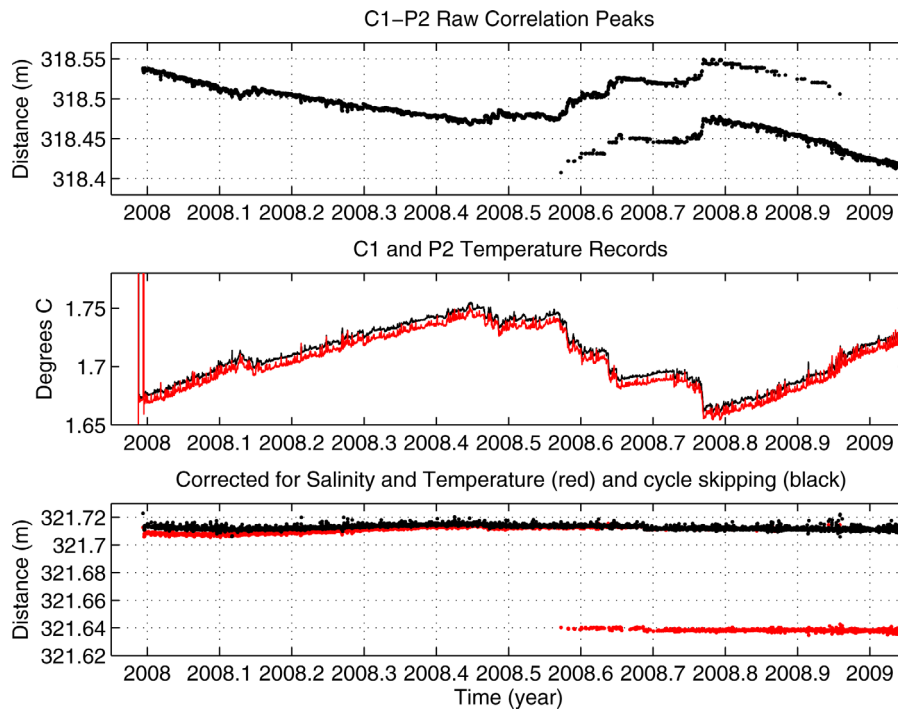 C1−P2 Raw Correlation Peaks
Distance (m)
318.55
318.5
318.45
318.4
2008 2008.1 2008.2 2008.3 2008.4 2008.5 2008.6 2008.7 2008.8 2008.9 2009
C1 and P2 Temperature Records
Degrees C
1.75
1.7
1.65
2008 2008.1 2008.2 2008.3 2008.4 2008.5 2008.6 2008.7 2008.8 2008.9 2009
Corrected for Salinity and Temperature (red) and cycle skipping (black)
Distance (m)
321.72
321.7
321.68
321.66
321.64
321.62
2008 2008.1 2008.2 2008.3 2008.4 2008.5 2008.6 2008.7 2008.8 2008.9 2009
Time (year)